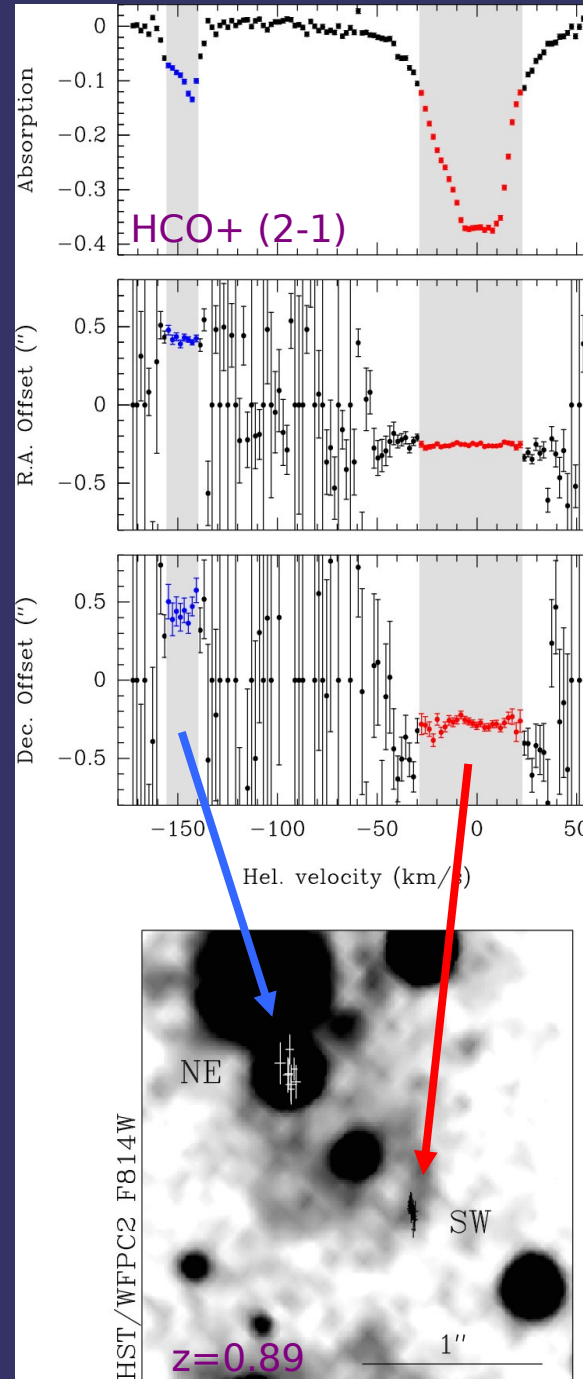 Absorption
0
−0.1
−0.2
−0.3
−0.4
HCO+ (2-1)
R.A. Offset (″)
0.5
0
−0.5
Dec. Offset (″)
0.5
0
−0.5
−150
−100
−50
0
50
Hel. velocity (km/s)
HST/WFPC2 F814W
NE
SW
z=0.89
1″